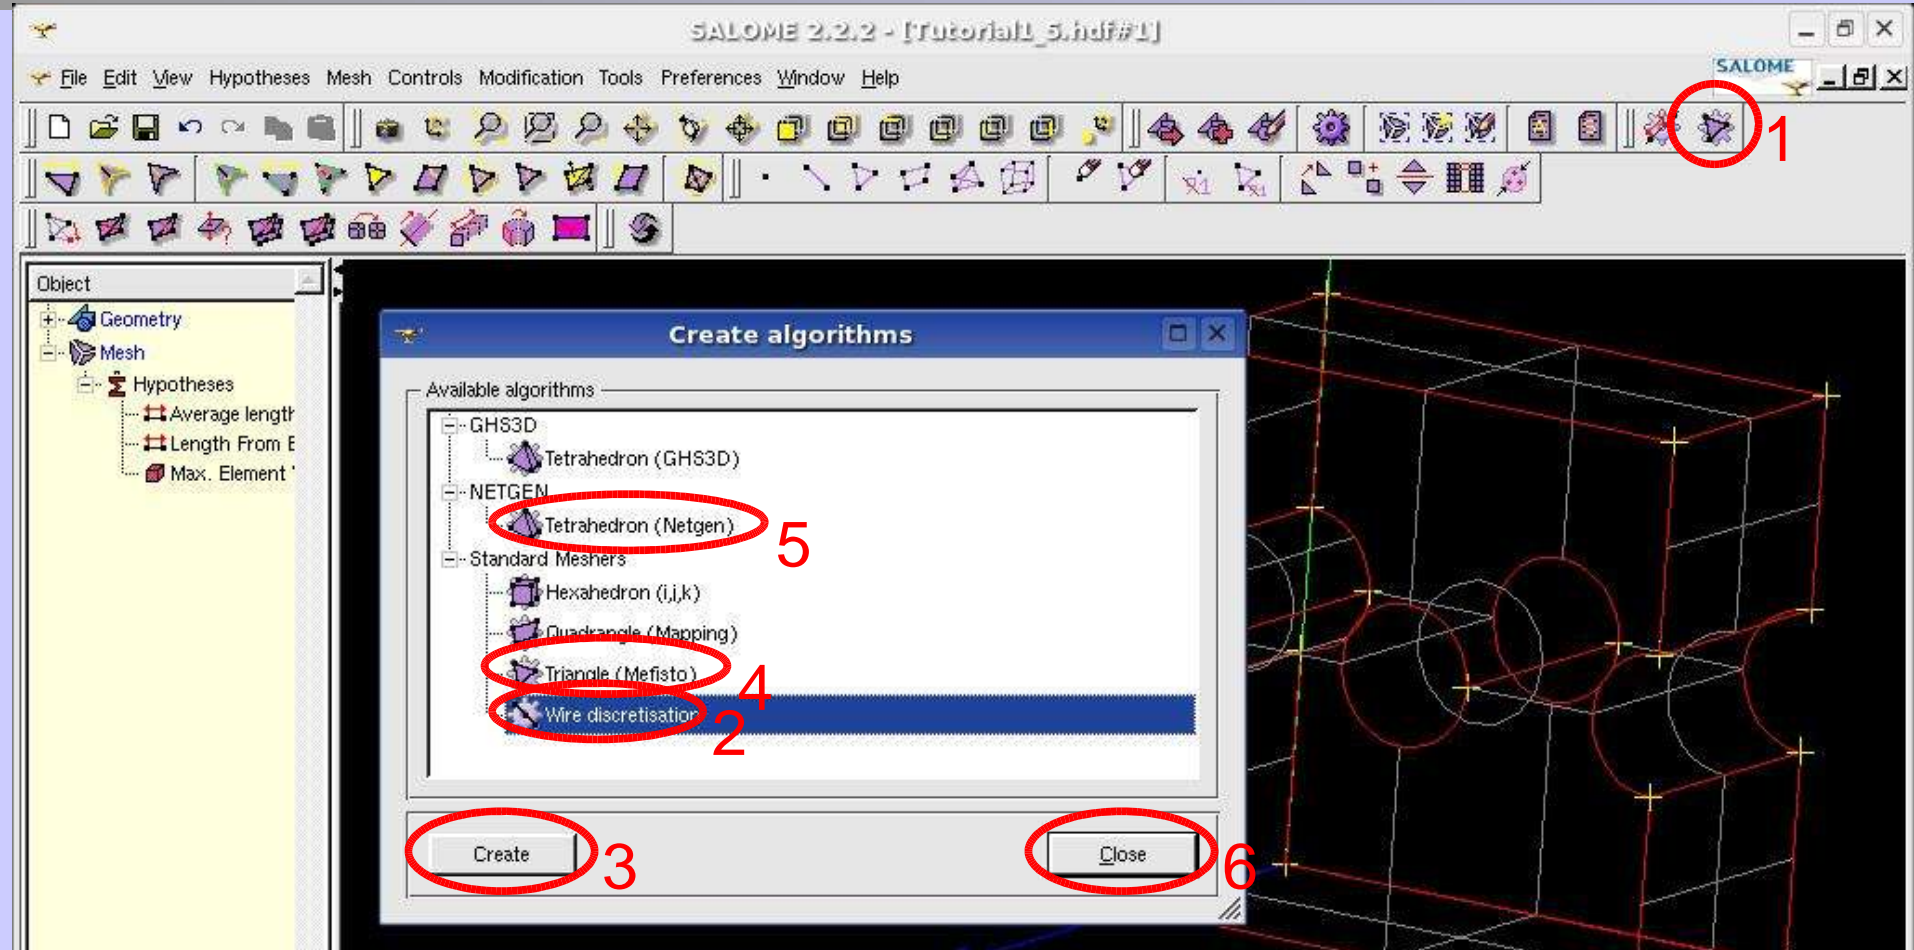 SALOME 2.2.2 - [Tutorial1_5.hdf#1]
File Edit View Hypotheses Mesh Controls Modification Tools Preferences Window Help
SALOME
1
Object
Geometry
Mesh
Hypotheses
Average length
Length From E
Max. Element
Create algorithms
Available algorithms
GHS3D
Tetrahedron (GHS3D)
NETGEN
Tetrahedron (Netgen)
5
Standard Meshers
Hexahedron (i,j,k)
Quadrangle (Mapping)
Triangle (Mefisto)
4
Wire discretisation
2
Create
3
Close
6